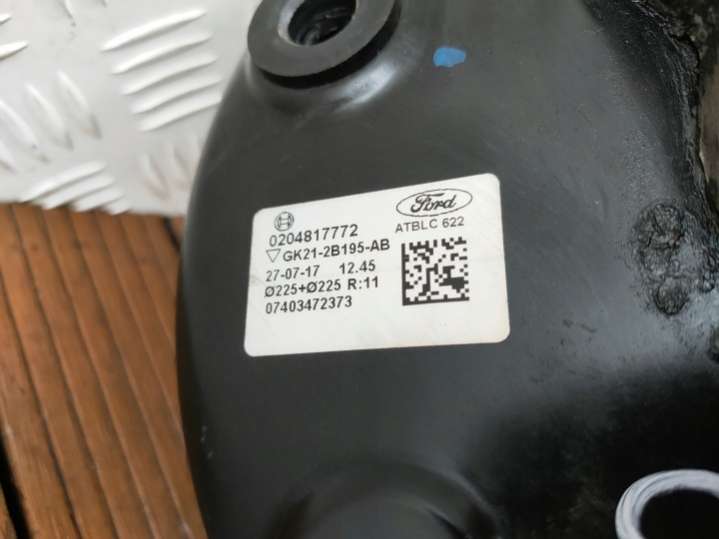 Ford
ATBLC 622
0204817772
GK21-2B195-AB
27-07-17 12.45
Ø225+Ø225 R:11
07403472373